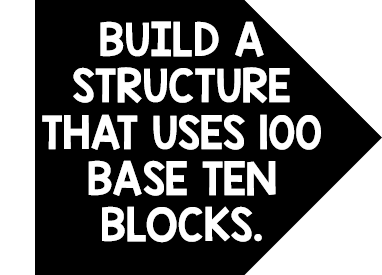 BUILD A
STRUCTURE
THAT USES 100
BASE TEN
BLOCKS.